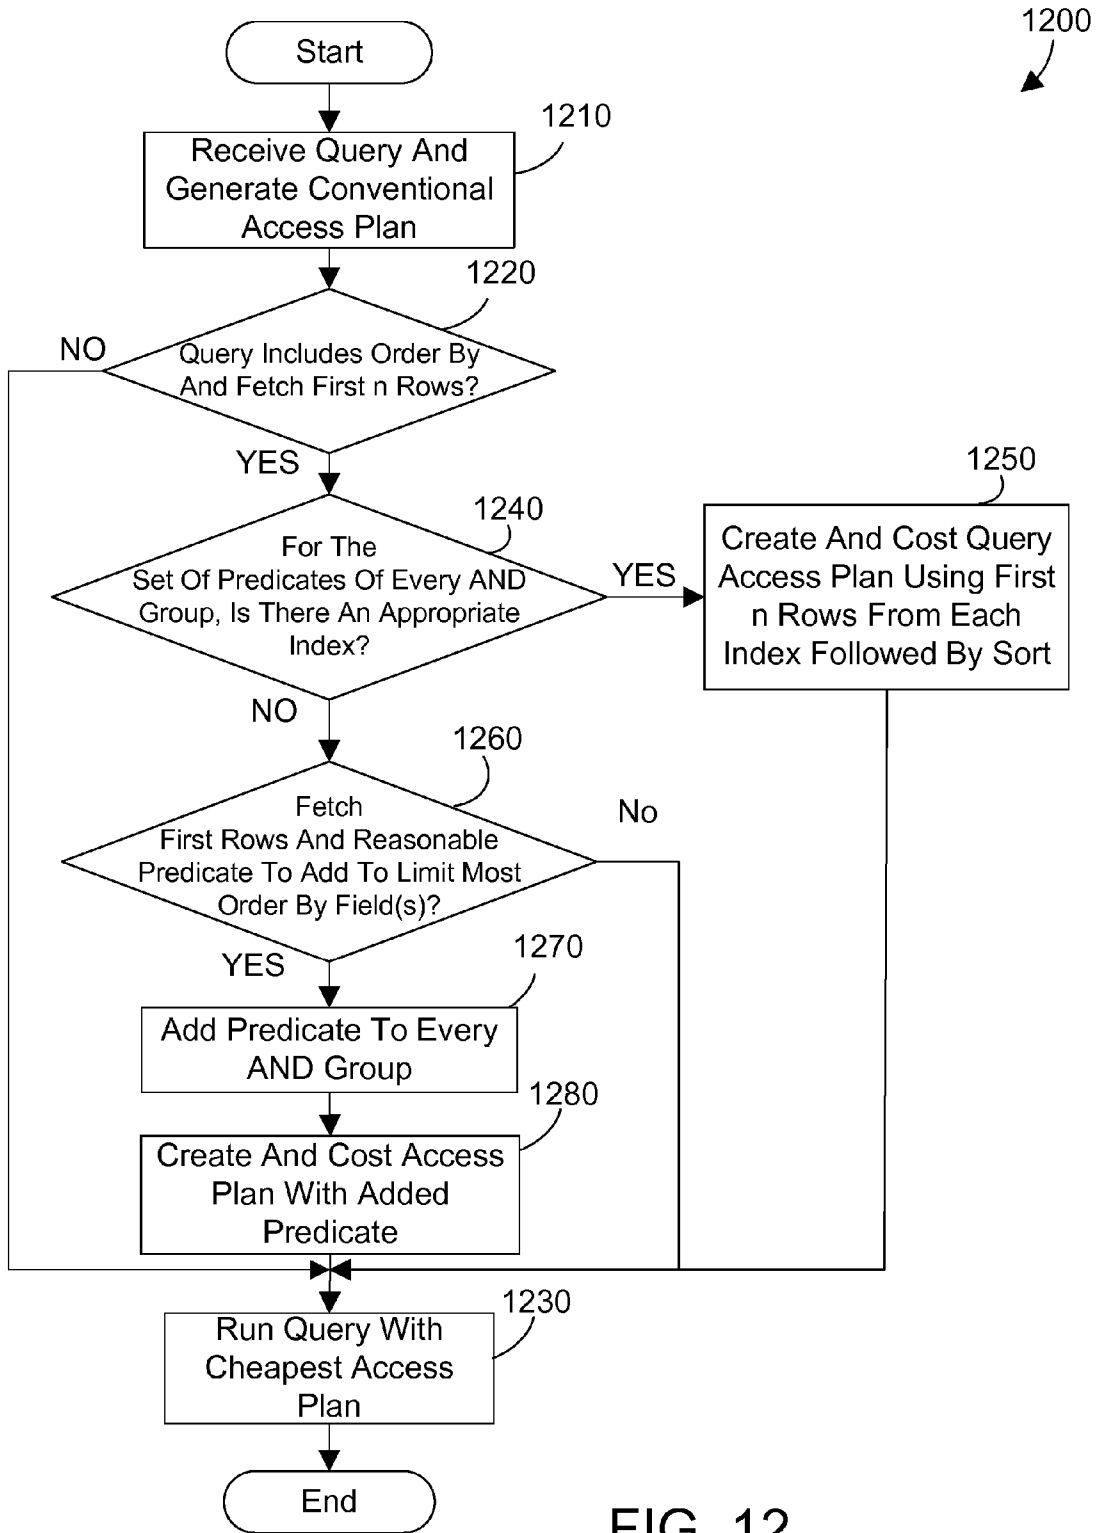 1200
Start
1210
Receive Query And
Generate Conventional
Access Plan
1220
NO
Query Includes Order By
And Fetch First n Rows?
YES
1240
For The
Set Of Predicates Of Every AND
Group, Is There An Appropriate
Index?
YES
1250
Create And Cost Query
Access Plan Using First
n Rows From Each
Index Followed By Sort
NO
1260
Fetch
First Rows And Reasonable
Predicate To Add To Limit Most
Order By Field(s)?
No
YES
1270
Add Predicate To Every
AND Group
1280
Create And Cost Access
Plan With Added
Predicate
1230
Run Query With
Cheapest Access
Plan
End
FIG. 12